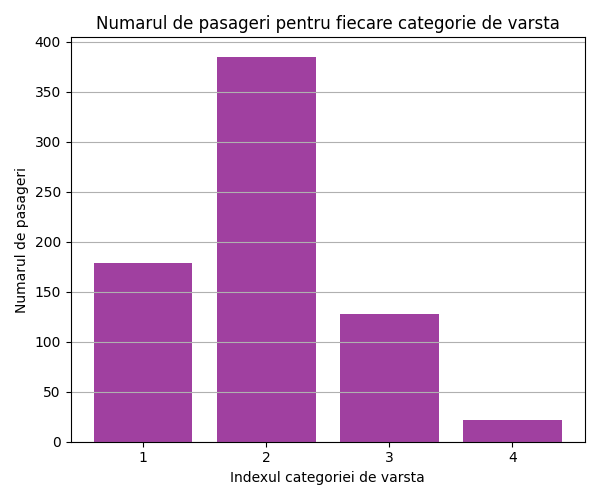 Numarul de pasageri pentru fiecare categorie de varsta
400
350
300
250
200
150
100
50
0
Numarul de pasageri
1 2 3 4
Indexul categoriei de varsta